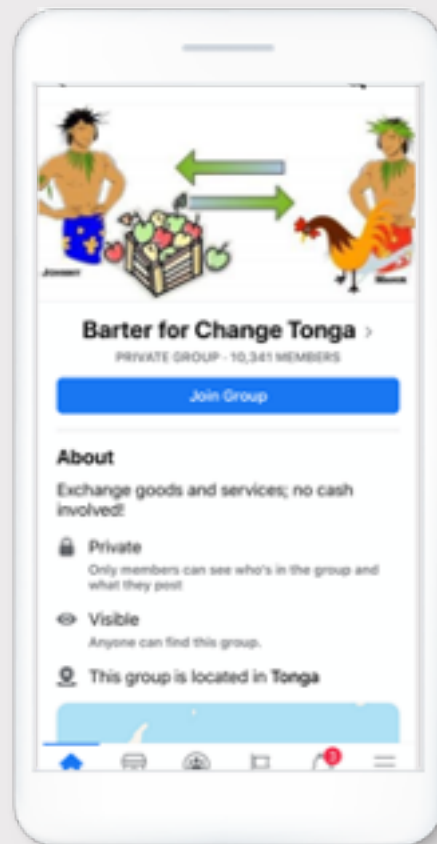 JOHNNY
Barter for Change Tonga
PRIVATE GROUP · 10,341 MEMBERS
Join Group
About
Exchange goods and services; no cash
involved!
Private
Only members can see who's in the group and
what they post
Visible
Anyone can find this group.
This group is located in Tonga
3